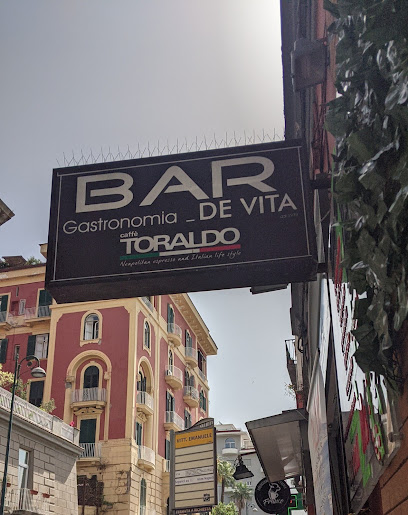 BAR
Gastronomia _ DE VITA
caffè
TORALDO
Neapolitan espresso and Italian life style